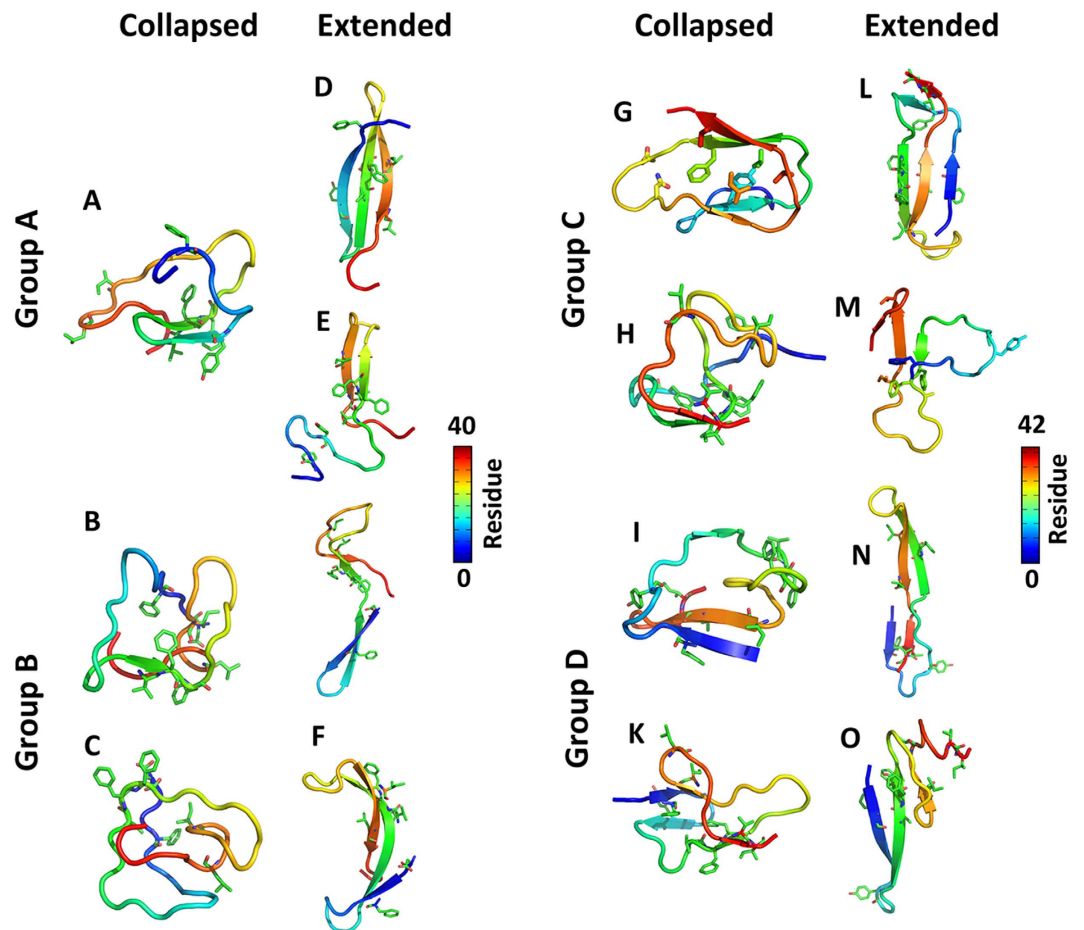 Collapsed Extended Collapsed Extended
Group A
A
D
E
40
Residue
0
Group B
B
C
F
Group C
G
L
H
M
42
Residue
0
Group D
I
N
K
O